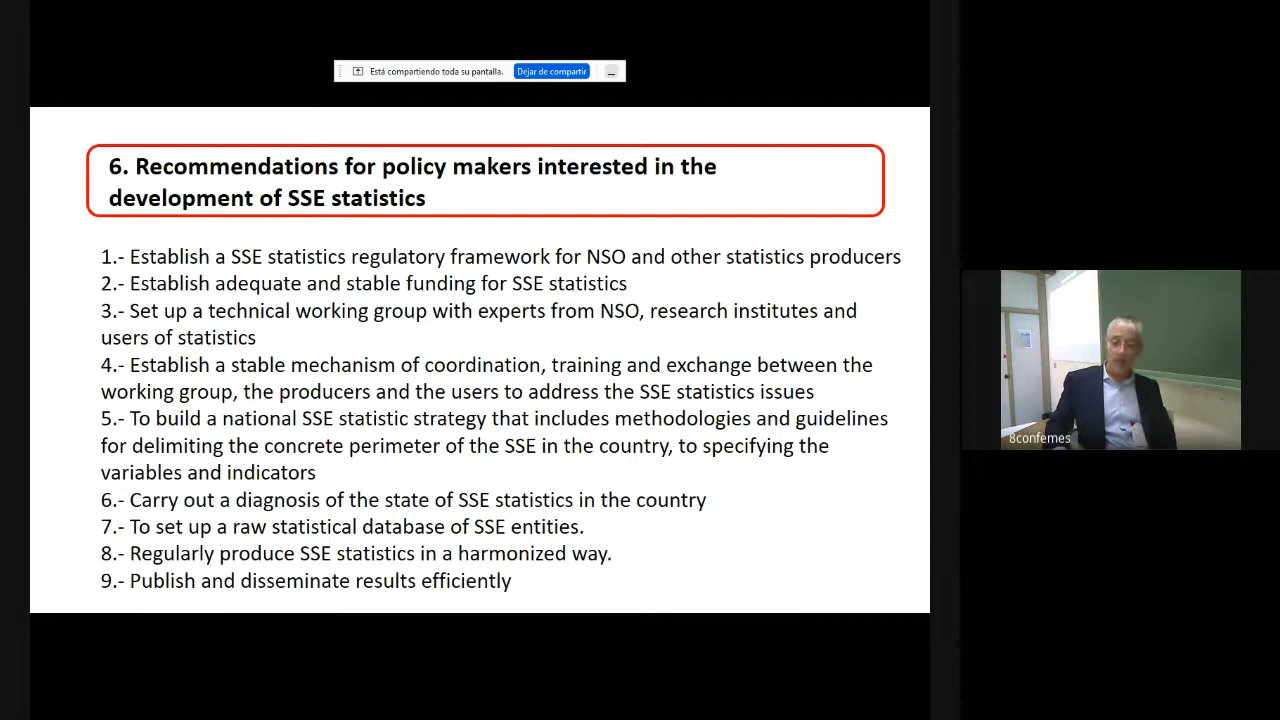 Está compartiendo toda su pantalla. Dejar de compartir
6. Recommendations for policy makers interested in the
development of SSE statistics
1.- Establish a SSE statistics regulatory framework for NSO and other statistics producers
2.- Establish adequate and stable funding for SSE statistics
3.- Set up a technical working group with experts from NSO, research institutes and
users of statistics
4.- Establish a stable mechanism of coordination, training and exchange between the
working group, the producers and the users to address the SSE statistics issues
5.- To build a national SSE statistic strategy that includes methodologies and guidelines
for delimiting the concrete perimeter of the SSE in the country, to specifying the
variables and indicators
6.- Carry out a diagnosis of the state of SSE statistics in the country
7.- To set up a raw statistical database of SSE entities.
8.- Regularly produce SSE statistics in a harmonized way.
9.- Publish and disseminate results efficiently
8confemes